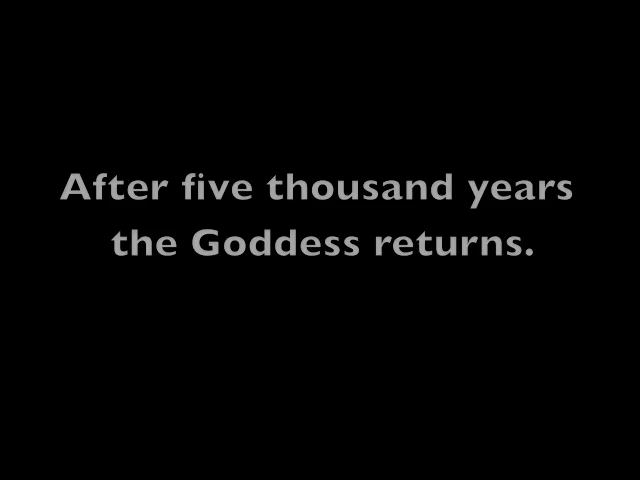 After five thousand years
the Goddess returns.